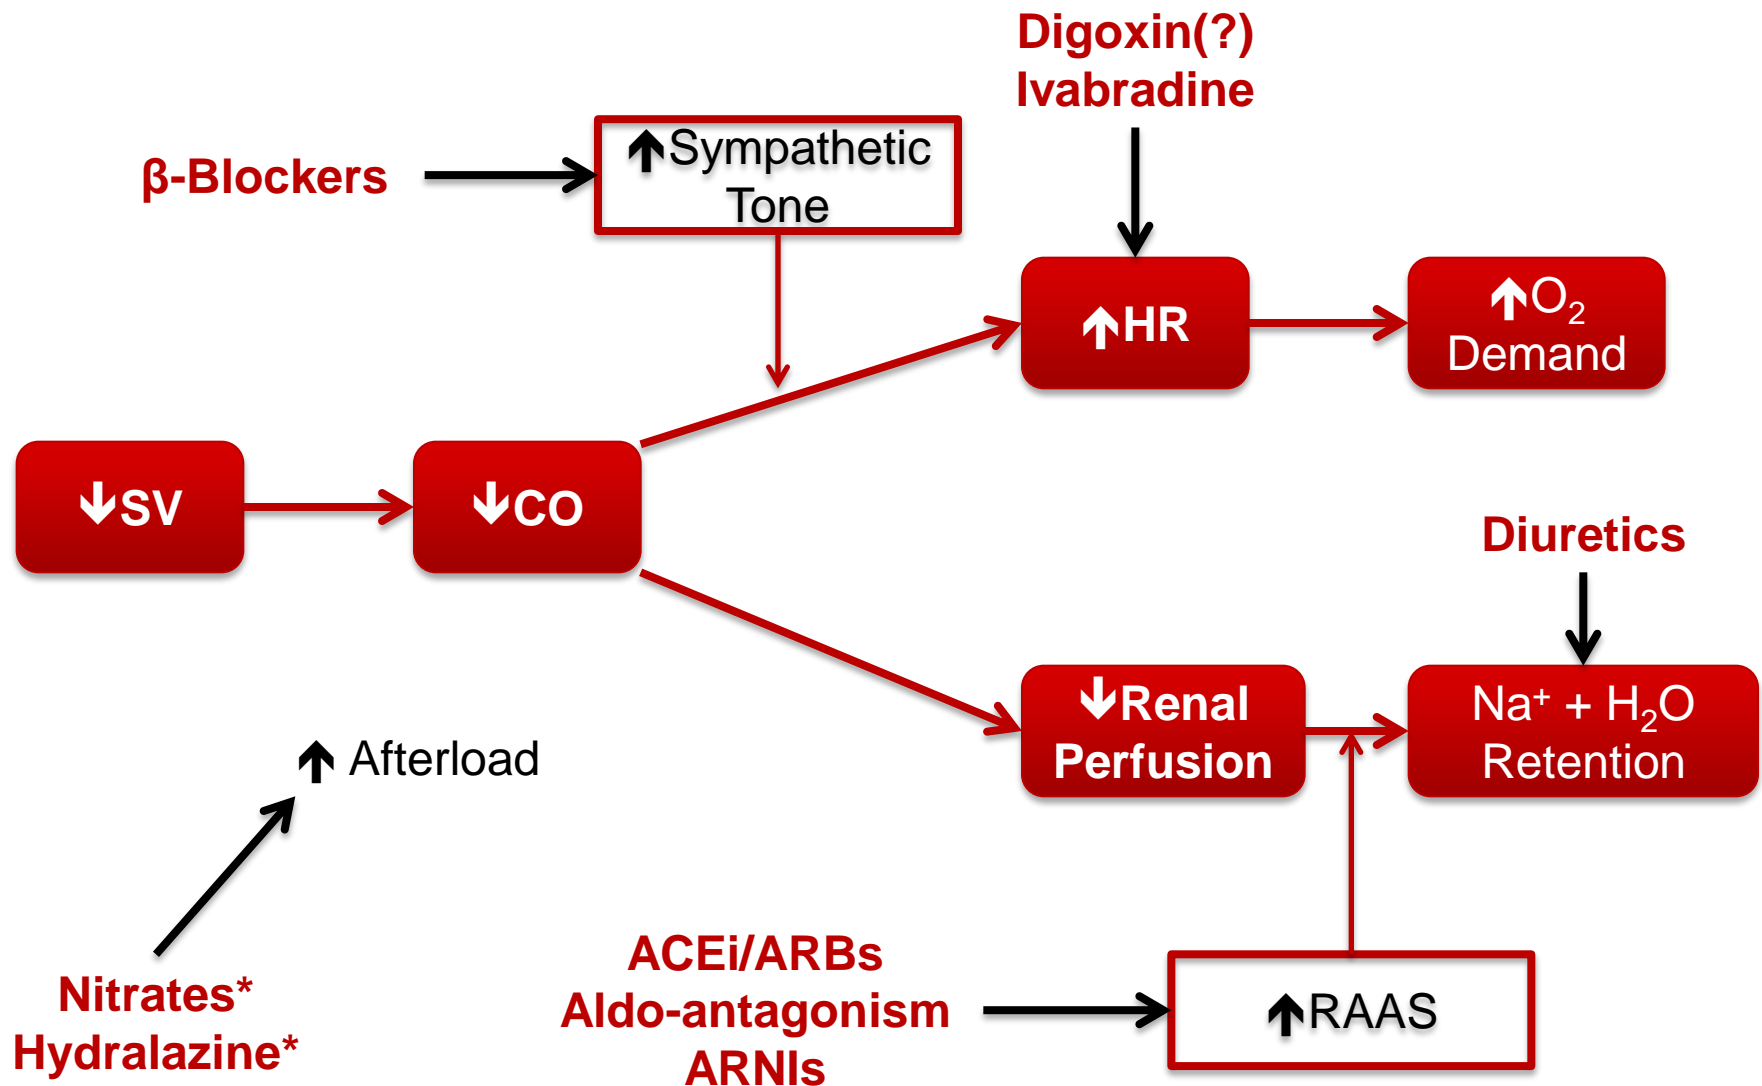 Digoxin(?)
Ivabradine
β-Blockers
↑Sympathetic
Tone
↑HR
↑O₂
Demand
↓SV
↓CO
Diuretics
↓Renal
Perfusion
Na⁺ + H₂O
Retention
↑ Afterload
Nitrates*
Hydralazine*
ACEi/ARBs
Aldo-antagonism
ARNIs
↑RAAS